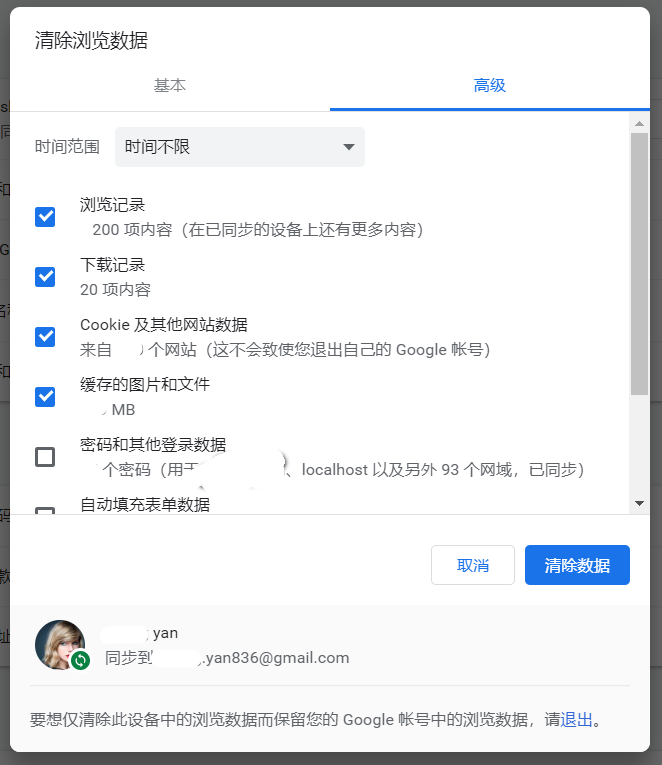 清除浏览数据
基本
高级
时间范围
时间不限
浏览记录
200 项内容（在已同步的设备上还有更多内容）
下载记录
20 项内容
Cookie 及其他网站数据
来自 个网站（这不会致使您退出自己的 Google 帐号）
缓存的图片和文件
MB
密码和其他登录数据
个密码（用于 、localhost 以及另外 93 个网域，已同步）
自动填充表单数据
取消
清除数据
yan
同步到 .yan836@gmail.com
要想仅清除此设备中的浏览数据而保留您的 Google 帐号中的浏览数据，请退出。